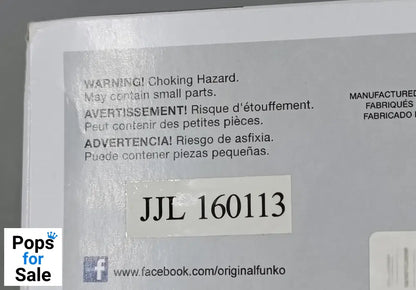 WARNING! Choking Hazard.
May contain small parts.
AVERTISSEMENT! Risque d'étouffement.
Peut contenir des petites pièces.
ADVERTENCIA! Riesgo de asfixia.
Puede contener piezas pequeñas.
MANUFACTURED
FABRIQUÉS
FABRICADO
JJL 160113
Pops
for
Sale
f
www.facebook.com/originalfunko